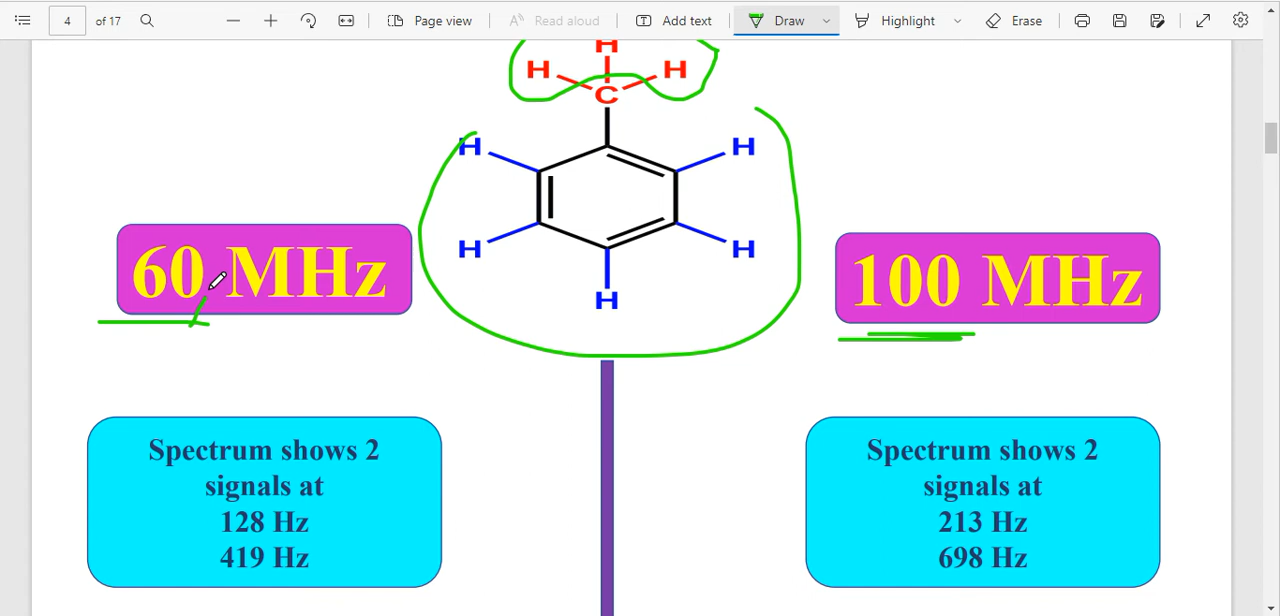 4 of 17 Page view Read aloud Add text Draw Highlight Erase
H
H H
C
H H
H H
H
60 MHz
100 MHz
Spectrum shows 2
signals at
128 Hz
419 Hz
Spectrum shows 2
signals at
213 Hz
698 Hz